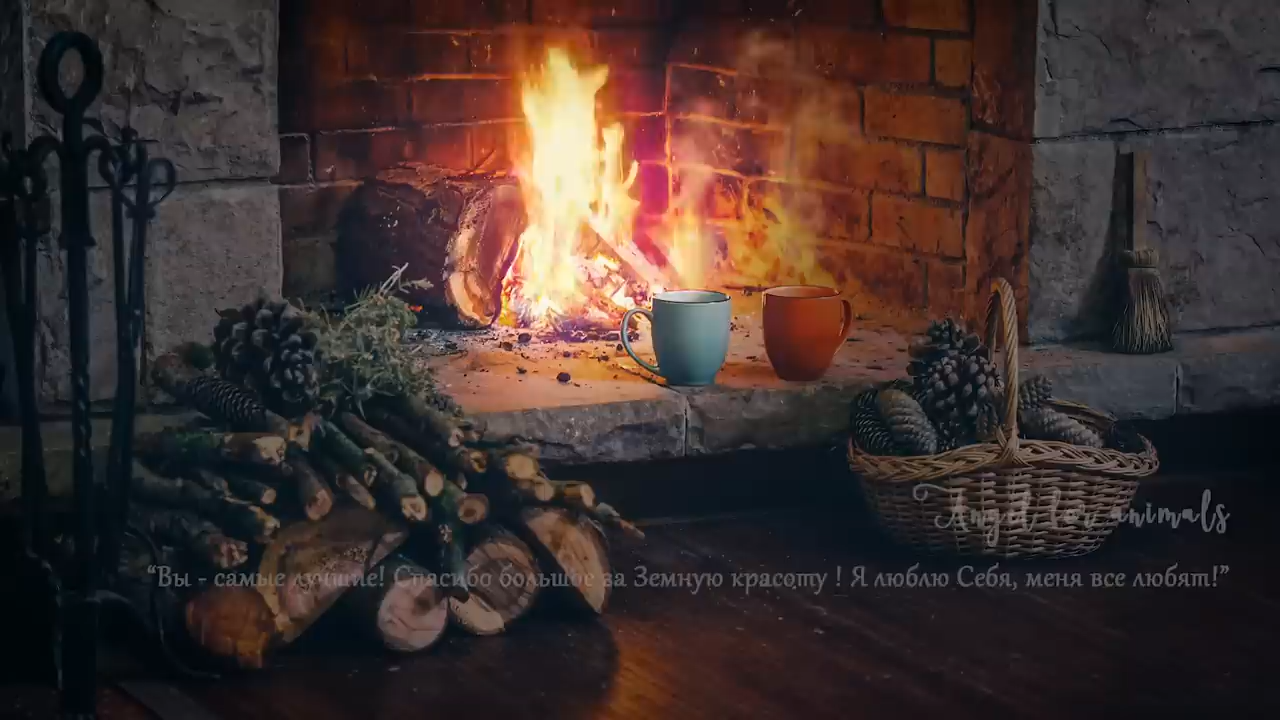 Angel for animals
“Вы - самые лучшие! Спасибо большое за Земную красоту ! Я люблю Себя, меня все любят!”